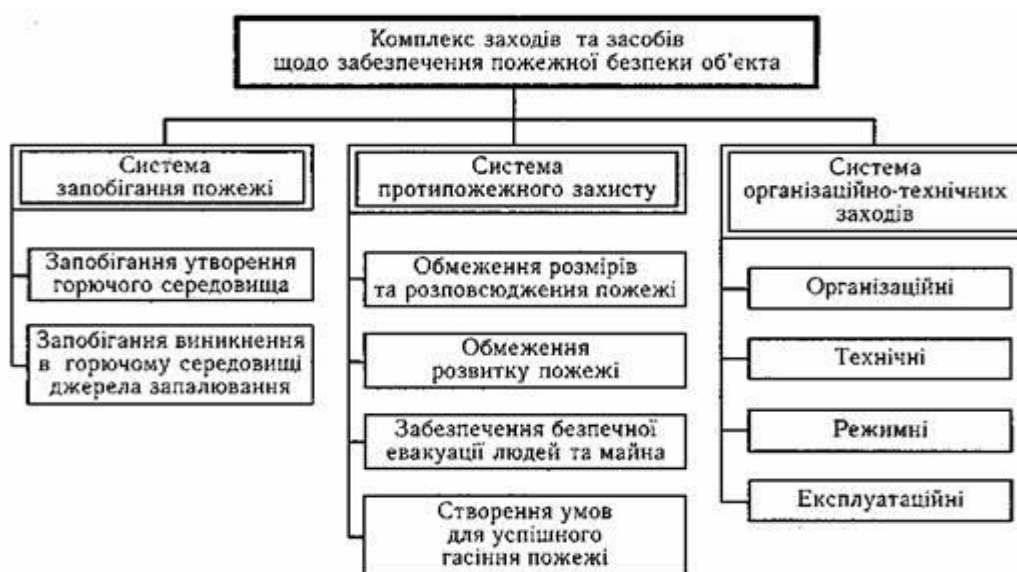 Комплекс заходів та засобів
щодо забезпечення пожежної безпеки об'єкта
Система
запобігання пожежі
Запобігання утворення
горючого середовища
Запобігання виникнення
в горючому середовищі
джерела запалювання
Система
протипожежного захисту
Обмеження розмірів
та розповсюдження пожежі
Обмеження
розвитку пожежі
Забезпечення безпечної
евакуації людей та майна
Створення умов
для успішного
гасіння пожежі
Система
організаційно-технічних
заходів
Організаційні
Технічні
Режимні
Експлуатаційні